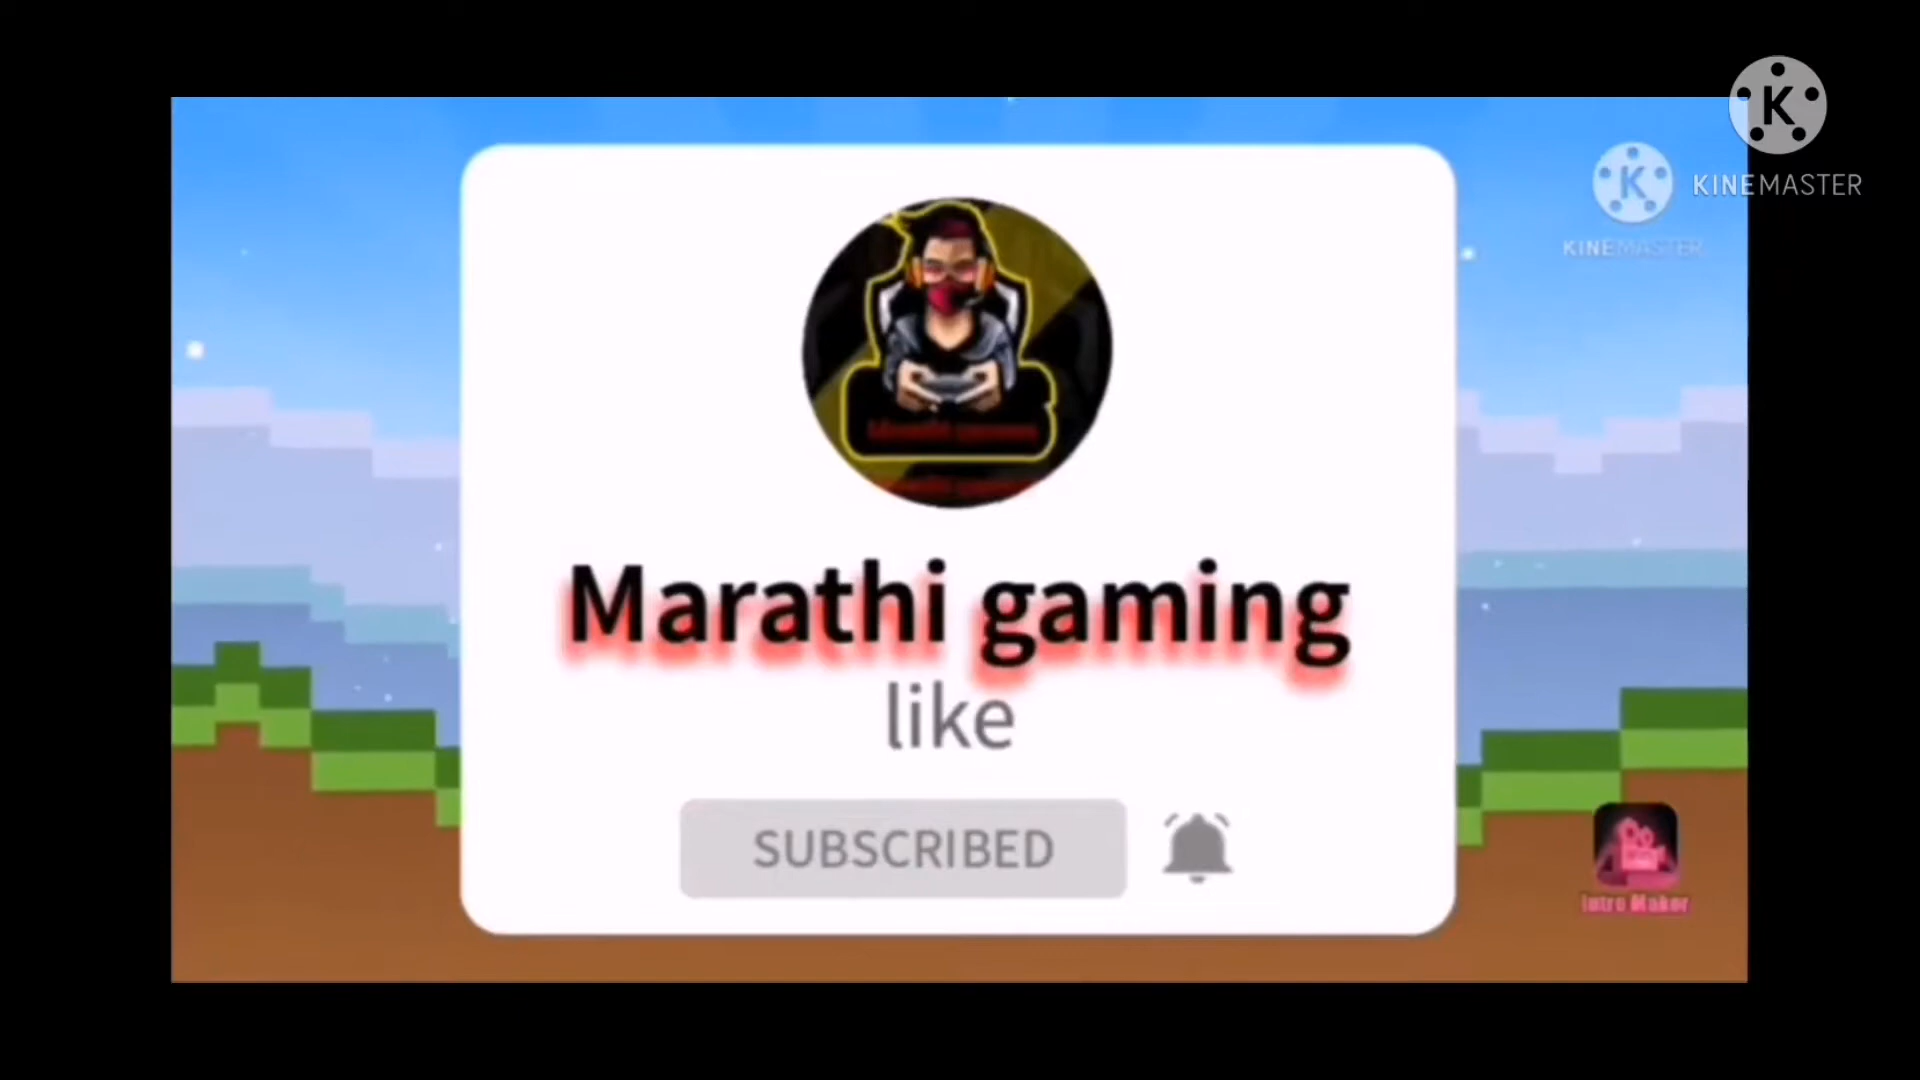 K
KINEMASTER
K
KINEMASTER
Marathi gaming
like
SUBSCRIBED
Intro Maker